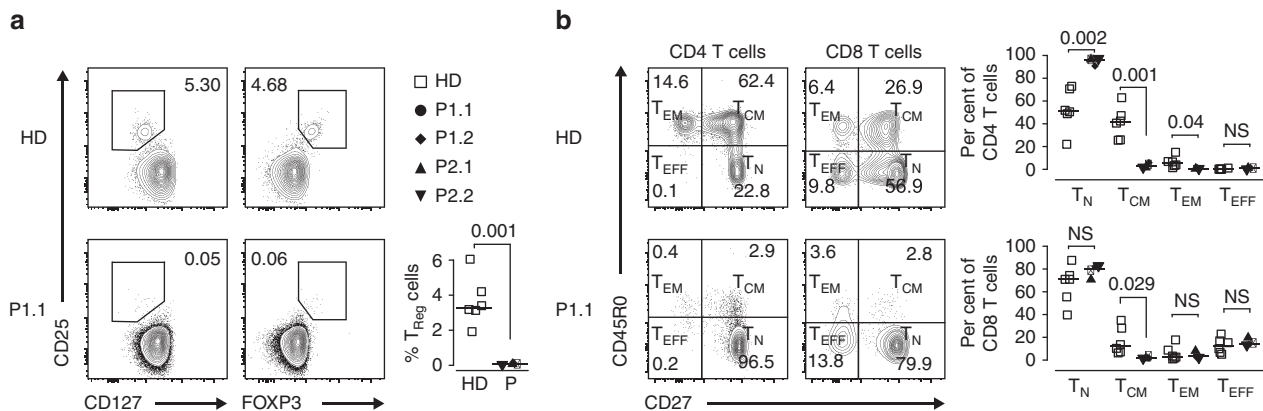 a
HD
5.30
4.68
P1.1
0.05
0.06
CD25
CD127
FOXP3
HD
P1.1
P1.2
P2.1
P2.2
0.001
6
4
2
0
% TReg cells
HD P
b
CD4 T cells
CD8 T cells
HD
14.6 62.4
TEM TCM
TEFF TN
0.1 22.8
6.4 26.9
TEM TCM
TEFF TN
9.8 56.9
P1.1
0.4 2.9
TEM TCM
TEFF TN
0.2 96.5
3.6 2.8
TEM TCM
TEFF TN
13.8 79.9
CD45R0
CD27
Per cent of
CD4 T cells
100
80
60
40
20
0
0.002
0.001
0.04
NS
TN TCM TEM TEFF
Per cent of
CD8 T cells
100
80
60
40
20
0
NS
0.029
NS
NS
TN TCM TEM TEFF